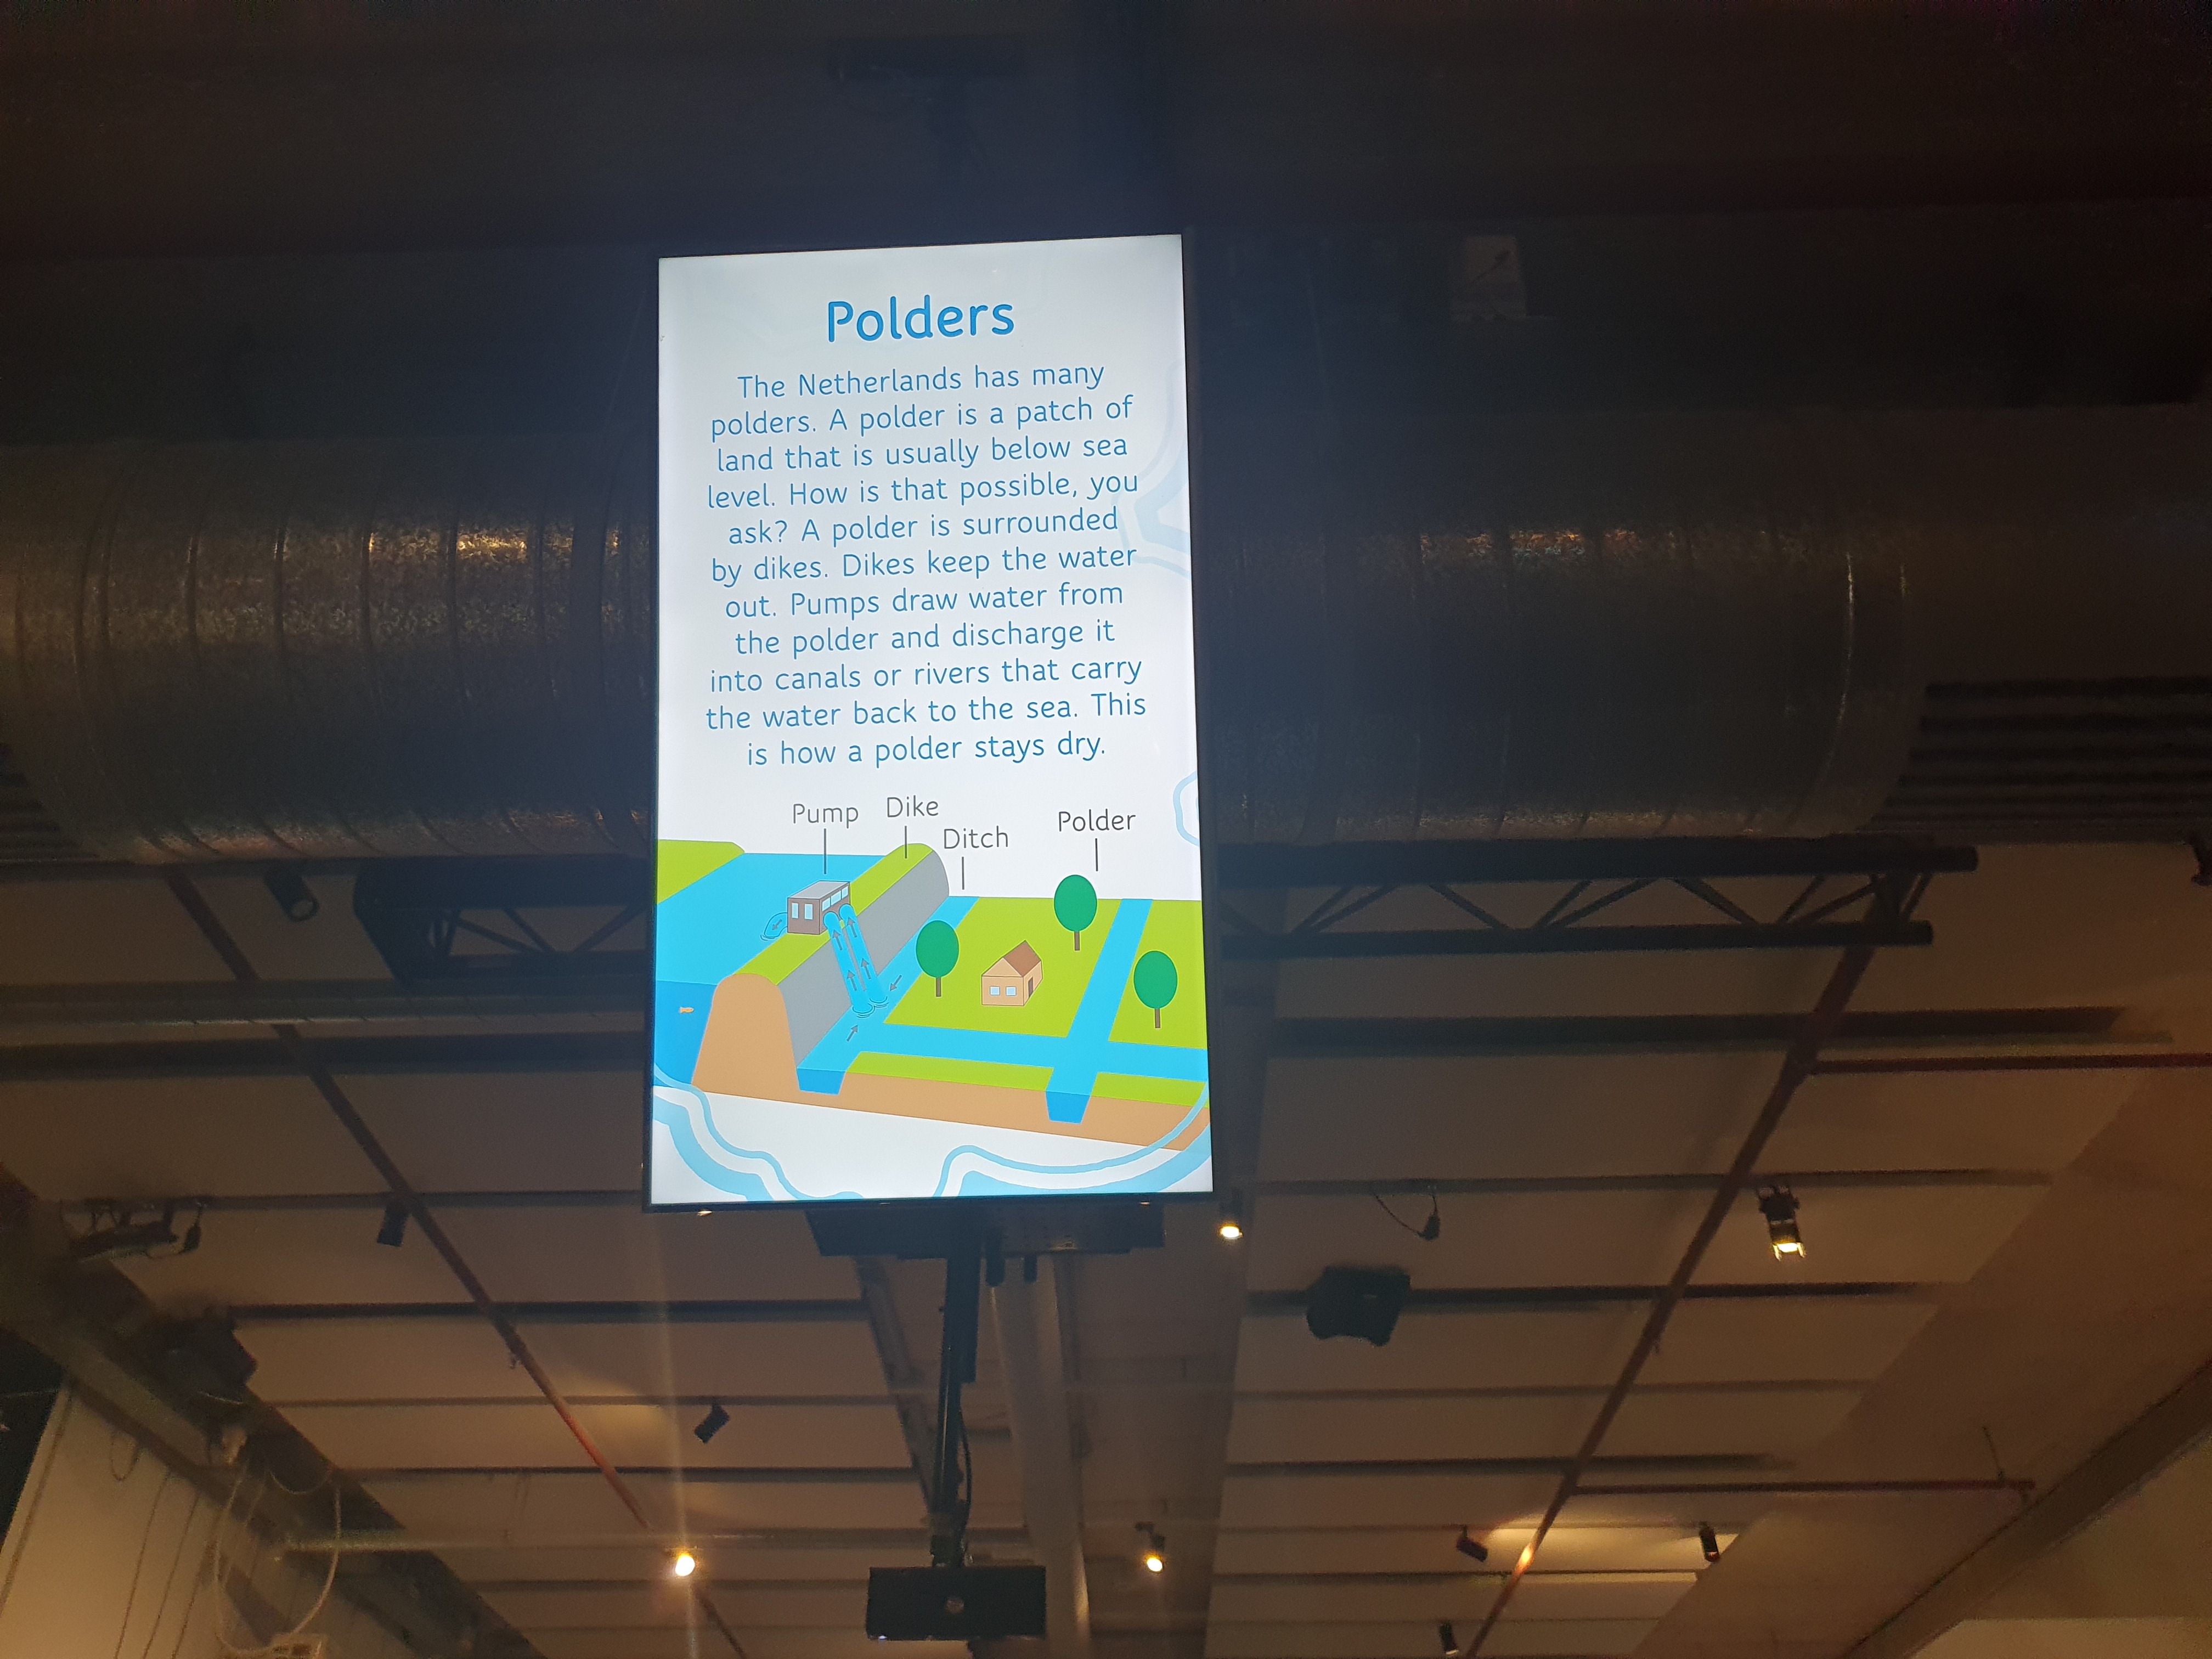 Polders
The Netherlands has many
polders. A polder is a patch of
land that is usually below sea
level. How is that possible, you
ask? A polder is surrounded
by dikes. Dikes keep the water
out. Pumps draw water from
the polder and discharge it
into canals or rivers that carry
the water back to the sea. This
is how a polder stays dry.
Pump
Dike
Ditch
Polder